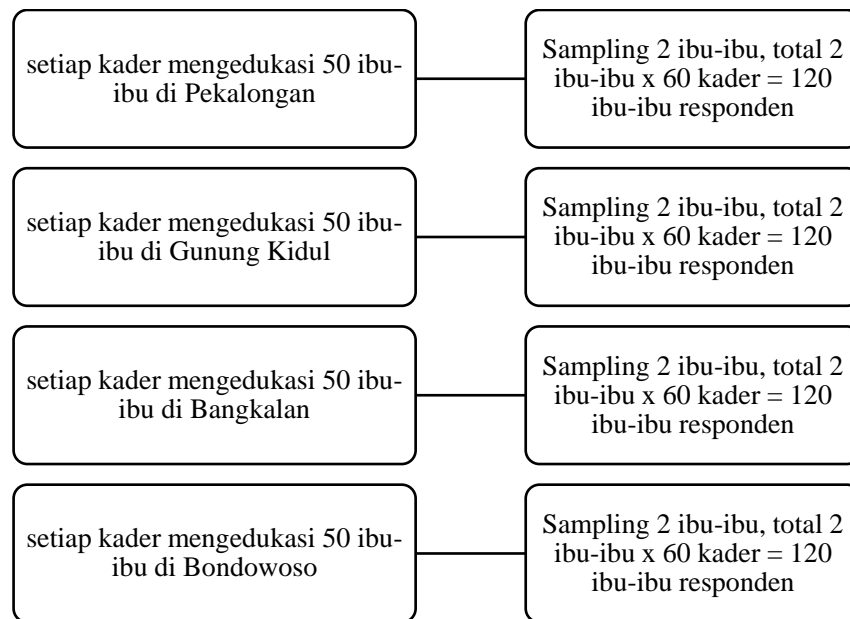 setiap kader mengedukasi 50 ibu-
ibu di Pekalongan
Sampling 2 ibu-ibu, total 2
ibu-ibu x 60 kader = 120
ibu-ibu responden
setiap kader mengedukasi 50 ibu-
ibu di Gunung Kidul
Sampling 2 ibu-ibu, total 2
ibu-ibu x 60 kader = 120
ibu-ibu responden
setiap kader mengedukasi 50 ibu-
ibu di Bangkalan
Sampling 2 ibu-ibu, total 2
ibu-ibu x 60 kader = 120
ibu-ibu responden
setiap kader mengedukasi 50 ibu-
ibu di Bondowoso
Sampling 2 ibu-ibu, total 2
ibu-ibu x 60 kader = 120
ibu-ibu responden